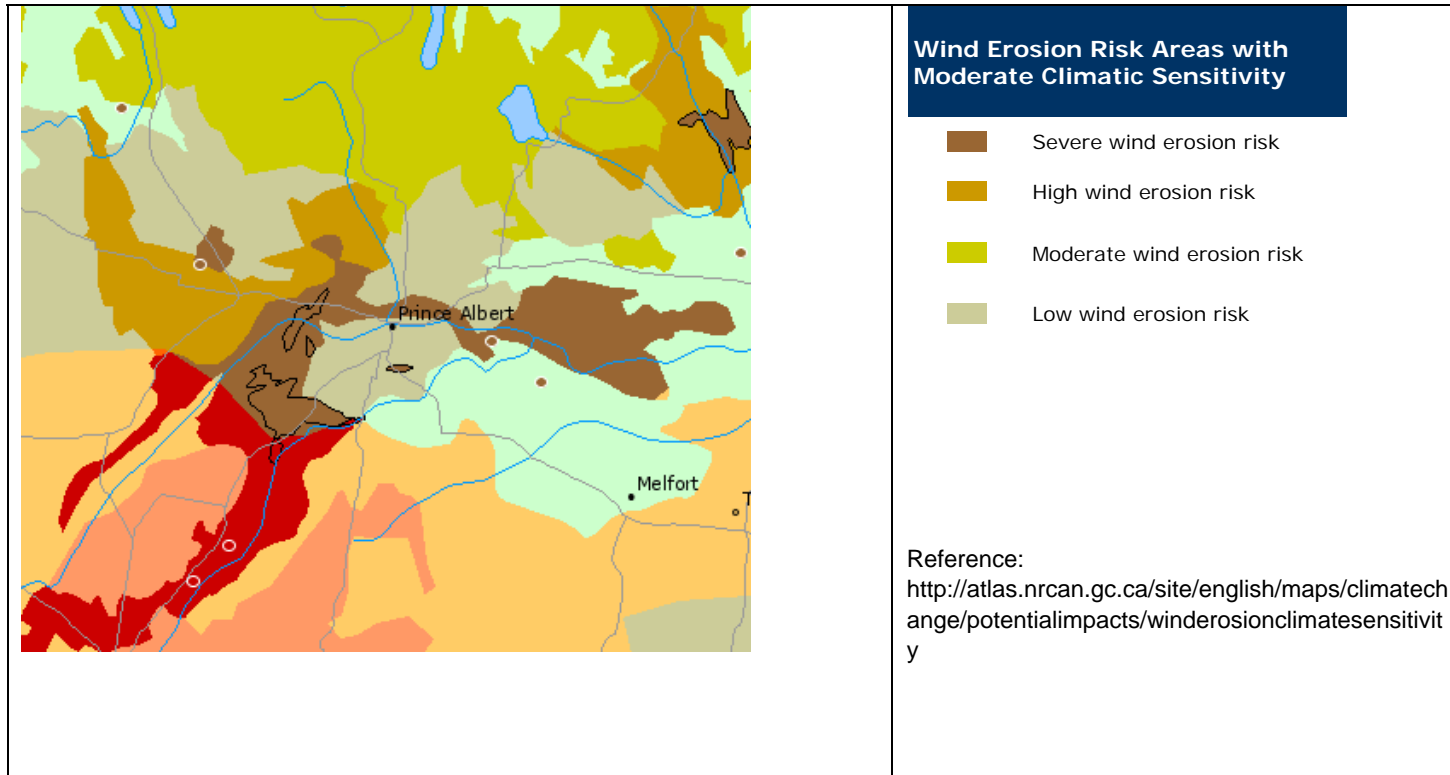 Wind Erosion Risk Areas with
Moderate Climatic Sensitivity
Severe wind erosion risk
High wind erosion risk
Moderate wind erosion risk
Low wind erosion risk
Prince Albert
Melfort
T
Reference:
http://atlas.nrcan.gc.ca/site/english/maps/climatech
ange/potentialimpacts/winderosionclimatesensitivit
y